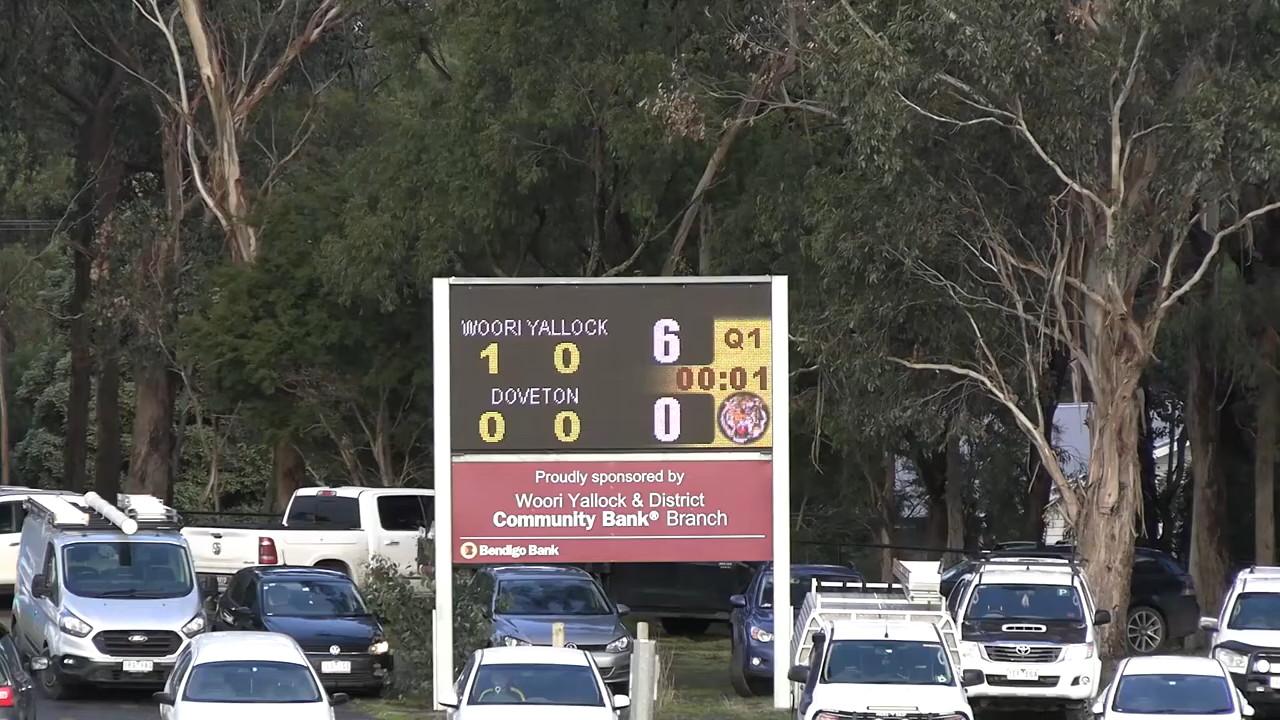 WOORI YALLOCK
1 0 6 Q1
00:01
DOVETON
0 0 0
Proudly sponsored by
Woori Yallock & District
Community Bank® Branch
Bendigo Bank